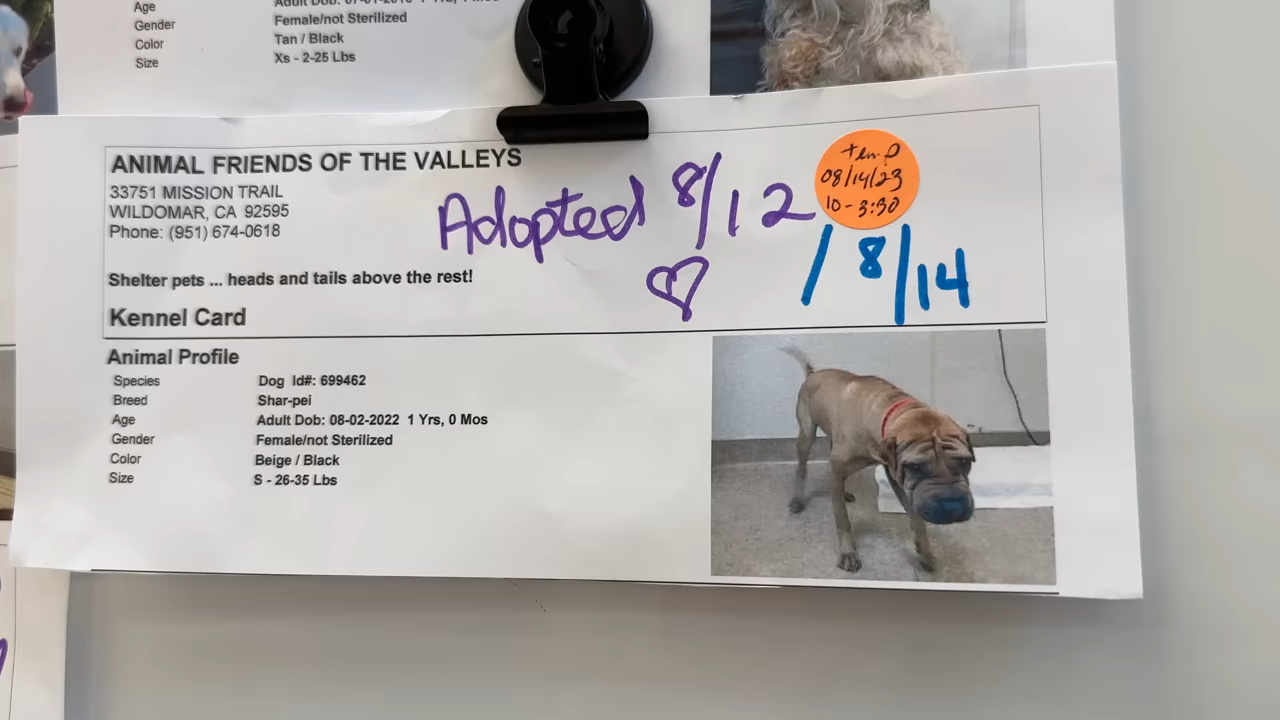 Age
Gender Female/not Sterilized
Color Tan / Black
Size Xs - 2-25 Lbs
ANIMAL FRIENDS OF THE VALLEYS
33751 MISSION TRAIL
WILDOMAR, CA 92595
Phone: (951) 674-0618
Adopted 8/12
temp
08/14/23
10-3:30
/ 8/14
Shelter pets ... heads and tails above the rest!
Kennel Card
Animal Profile
Species Dog Id#: 699462
Breed Shar-pei
Age Adult Dob: 08-02-2022 1 Yrs, 0 Mos
Gender Female/not Sterilized
Color Beige / Black
Size S - 26-35 Lbs